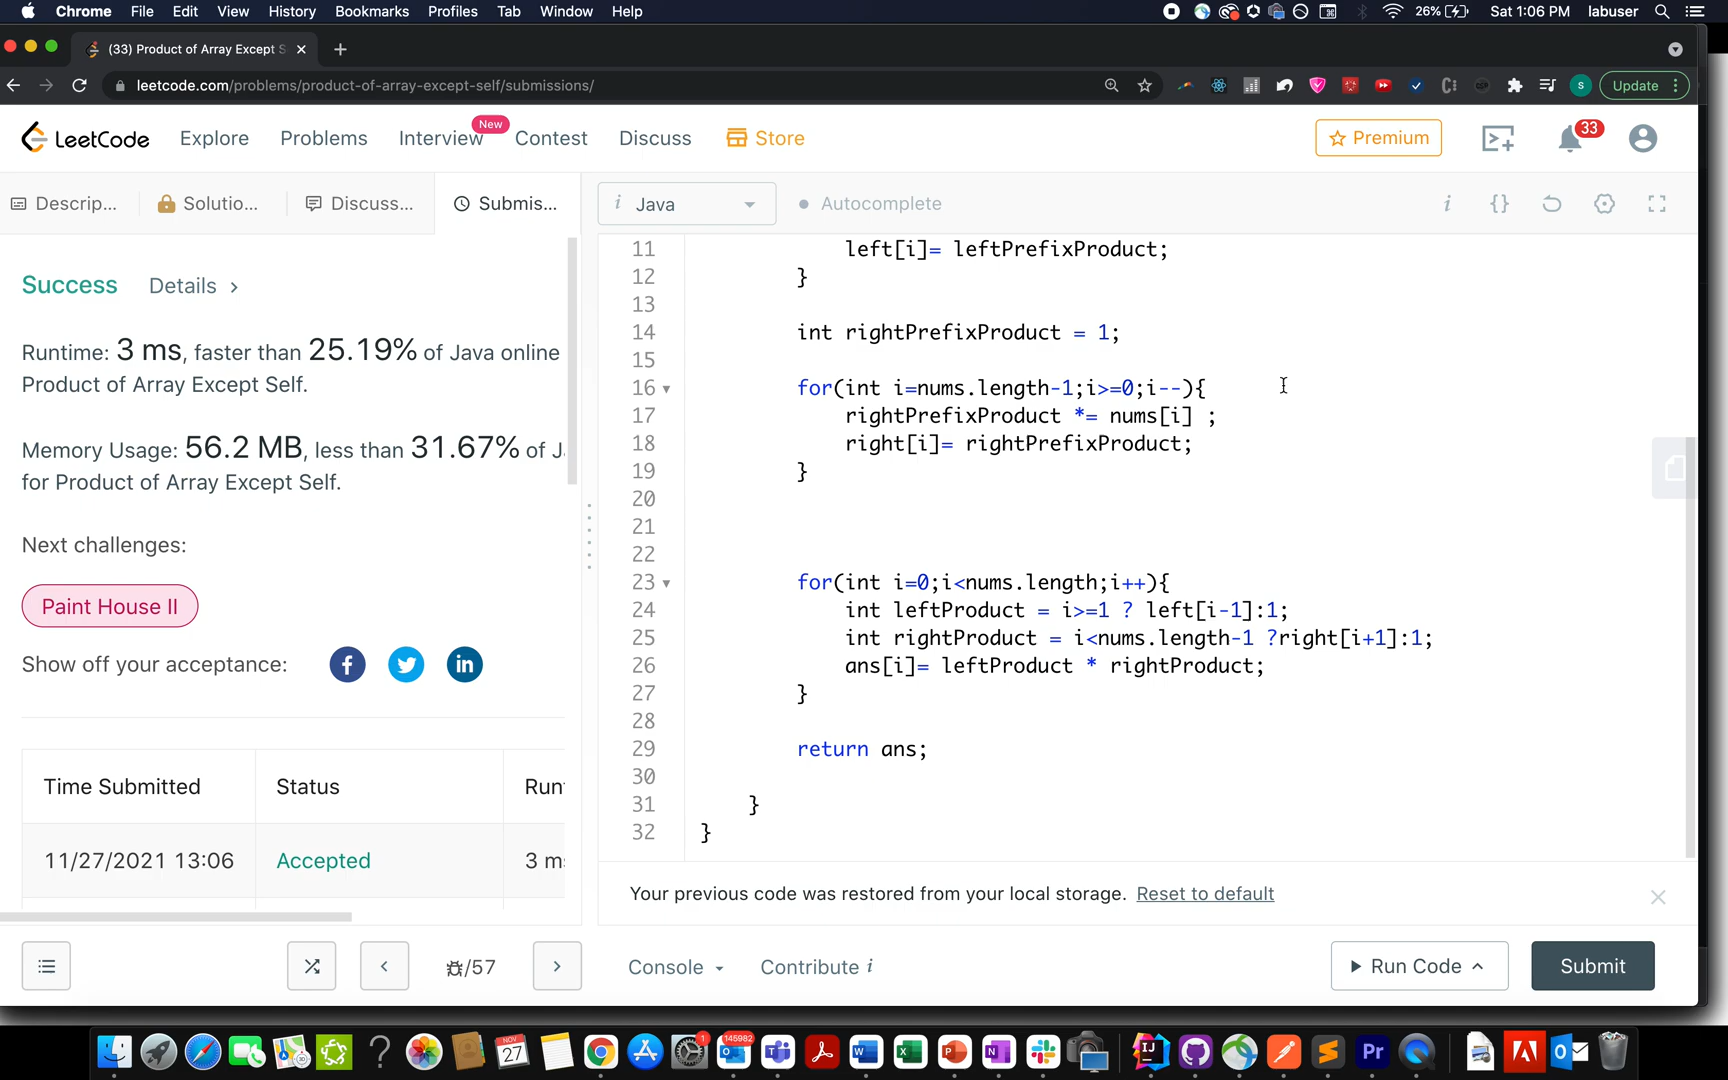 Chrome File Edit View History Bookmarks Profiles Tab Window Help 26% Sat 1:06 PM labuser
(33) Product of Array Except S
leetcode.com/problems/product-of-array-except-self/submissions/ Update
LeetCode Explore Problems Interview New Contest Discuss Store Premium 33
Descrip... Solutio... Discuss... Submis... i Java Autocomplete i {}
Success Details >
Runtime: 3 ms, faster than 25.19% of Java online
Product of Array Except Self.
Memory Usage: 56.2 MB, less than 31.67% of J
for Product of Array Except Self.
Next challenges:
Paint House II
Show off your acceptance:
Time Submitted Status Run
11/27/2021 13:06 Accepted 3 m
11 left[i]= leftPrefixProduct;
12 }
13
14 int rightPrefixProduct = 1;
15
16 for(int i=nums.length-1;i>=0;i--){
17 rightPrefixProduct *= nums[i] ;
18 right[i]= rightPrefixProduct;
19 }
20
21
22
23 for(int i=0;i<nums.length;i++){
24 int leftProduct = i>=1 ? left[i-1]:1;
25 int rightProduct = i<nums.length-1 ?right[i+1]:1;
26 ans[i]= leftProduct * rightProduct;
27 }
28
29 return ans;
30
31 }
32 }
Your previous code was restored from your local storage. Reset to default
/57 Console Contribute i Run Code Submit
NOV 27 1 145982 IJ Pr